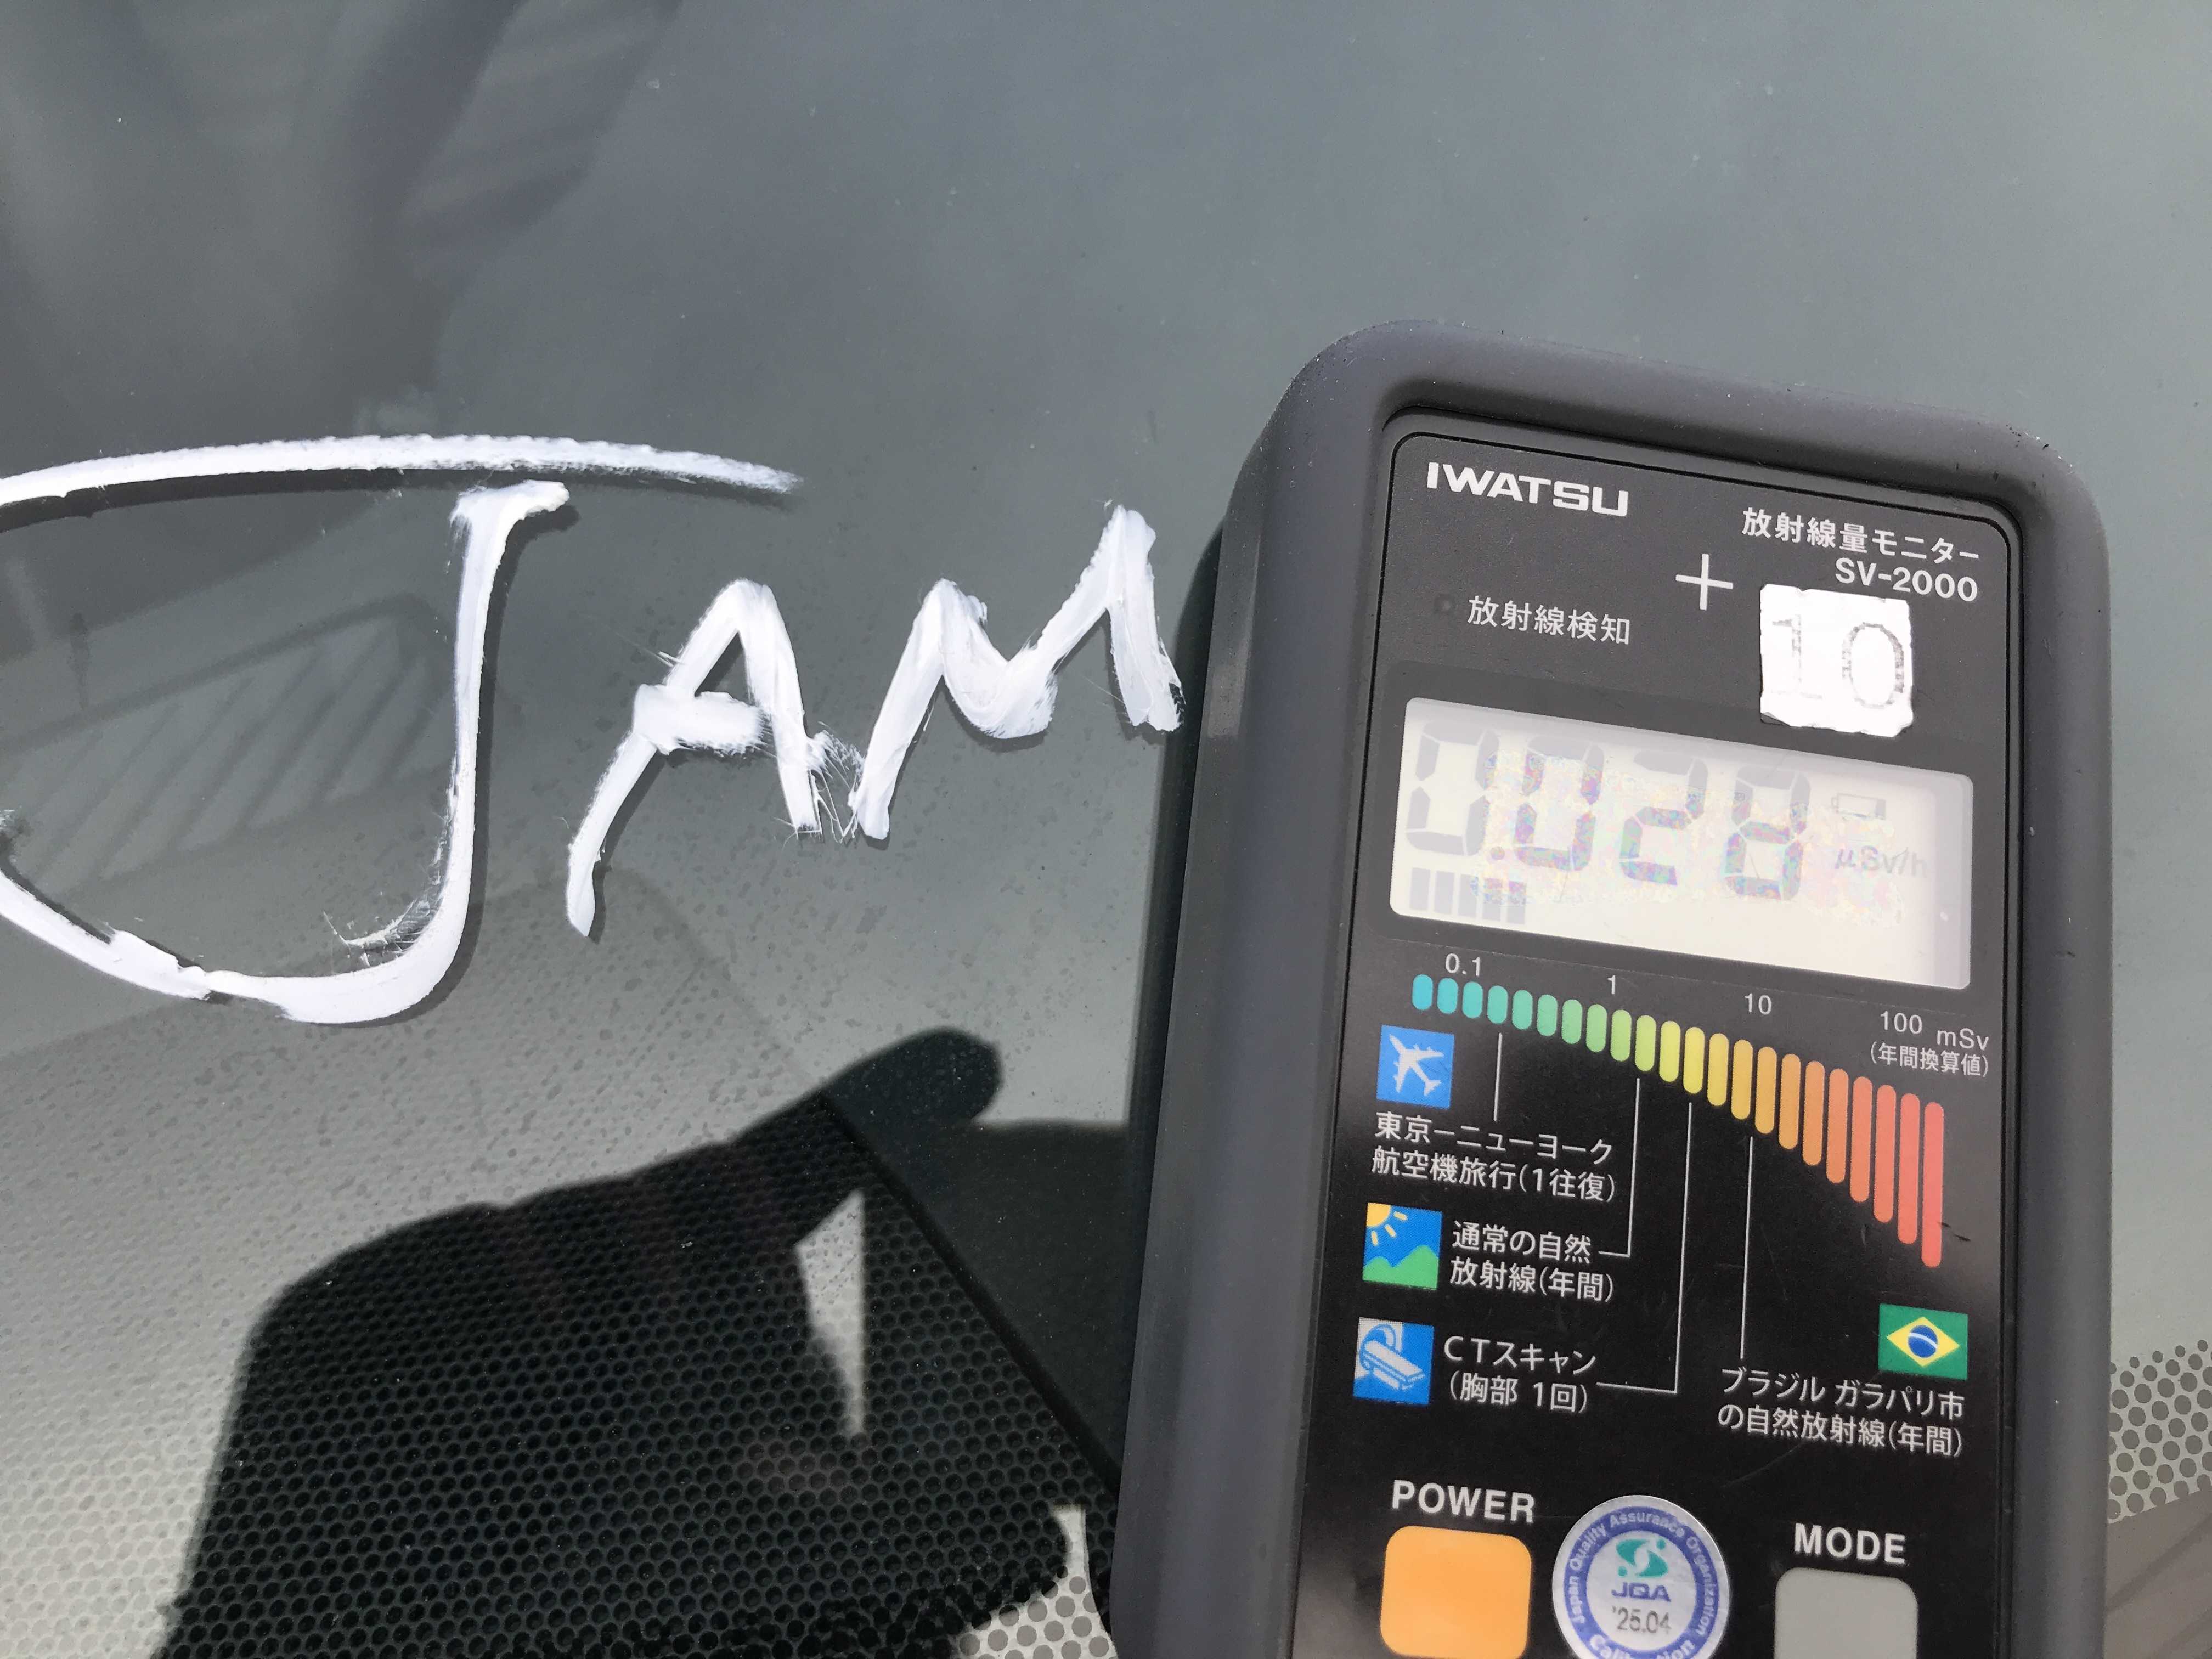 JAM
IWATSU
放射線量モニター
SV-2000
放射線検知
10
0.028
μSv/h
0.1 1 10 100 mSv
(年間換算値)
東京ーニューヨーク
航空機旅行(1往復)
通常の自然
放射線(年間)
CTスキャン
(胸部 1回)
ブラジル ガラパリ市
の自然放射線(年間)
POWER
MODE
Japan Quality Assurance Organization
JQA
'25.04